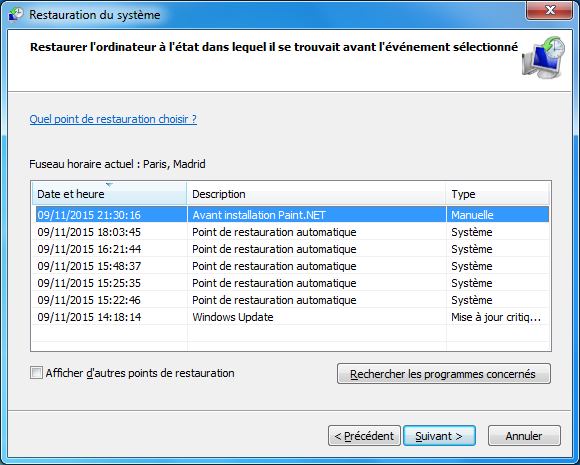 Restauration du système
Restaurer l'ordinateur à l'état dans lequel il se trouvait avant l'événement sélectionné
Quel point de restauration choisir ?
Fuseau horaire actuel : Paris, Madrid
Date et heure Description Type
09/11/2015 21:30:16 Avant installation Paint.NET Manuelle
09/11/2015 18:03:45 Point de restauration automatique Système
09/11/2015 16:21:44 Point de restauration automatique Système
09/11/2015 15:48:37 Point de restauration automatique Système
09/11/2015 15:25:35 Point de restauration automatique Système
09/11/2015 15:22:46 Point de restauration automatique Système
09/11/2015 14:18:14 Windows Update Mise à jour critiq...
Afficher d'autres points de restauration
Rechercher les programmes concernés
< Précédent Suivant > Annuler